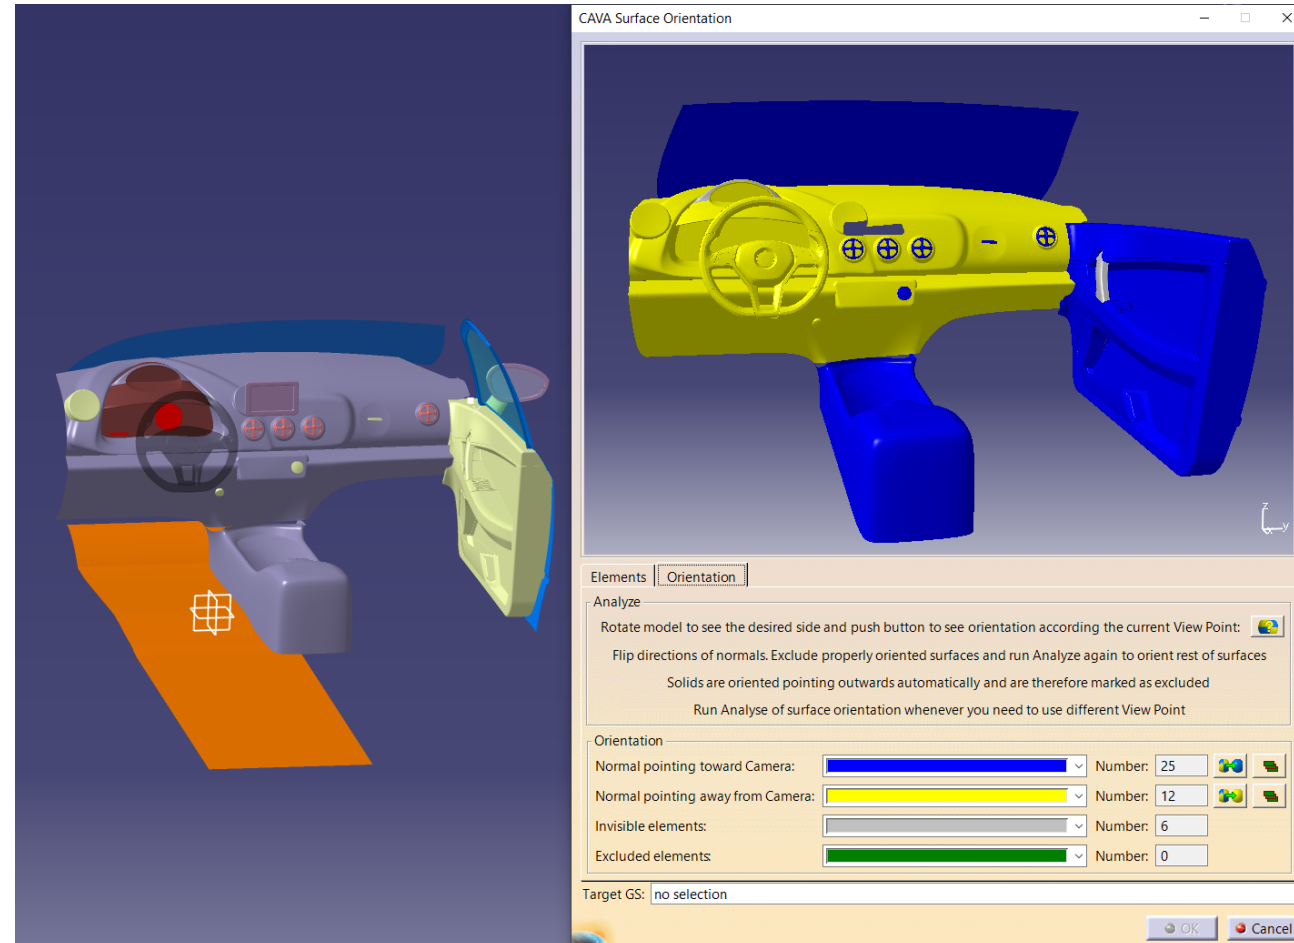 CAVA Surface Orientation
z
x y
Elements Orientation
Analyze
Rotate model to see the desired side and push button to see orientation according the current View Point:
Flip directions of normals. Exclude properly oriented surfaces and run Analyze again to orient rest of surfaces
Solids are oriented pointing outwards automatically and are therefore marked as excluded
Run Analyse of surface orientation whenever you need to use different View Point
Orientation
Normal pointing toward Camera: Number: 25
Normal pointing away from Camera: Number: 12
Invisible elements: Number: 6
Excluded elements: Number: 0
Target GS: no selection
OK Cancel